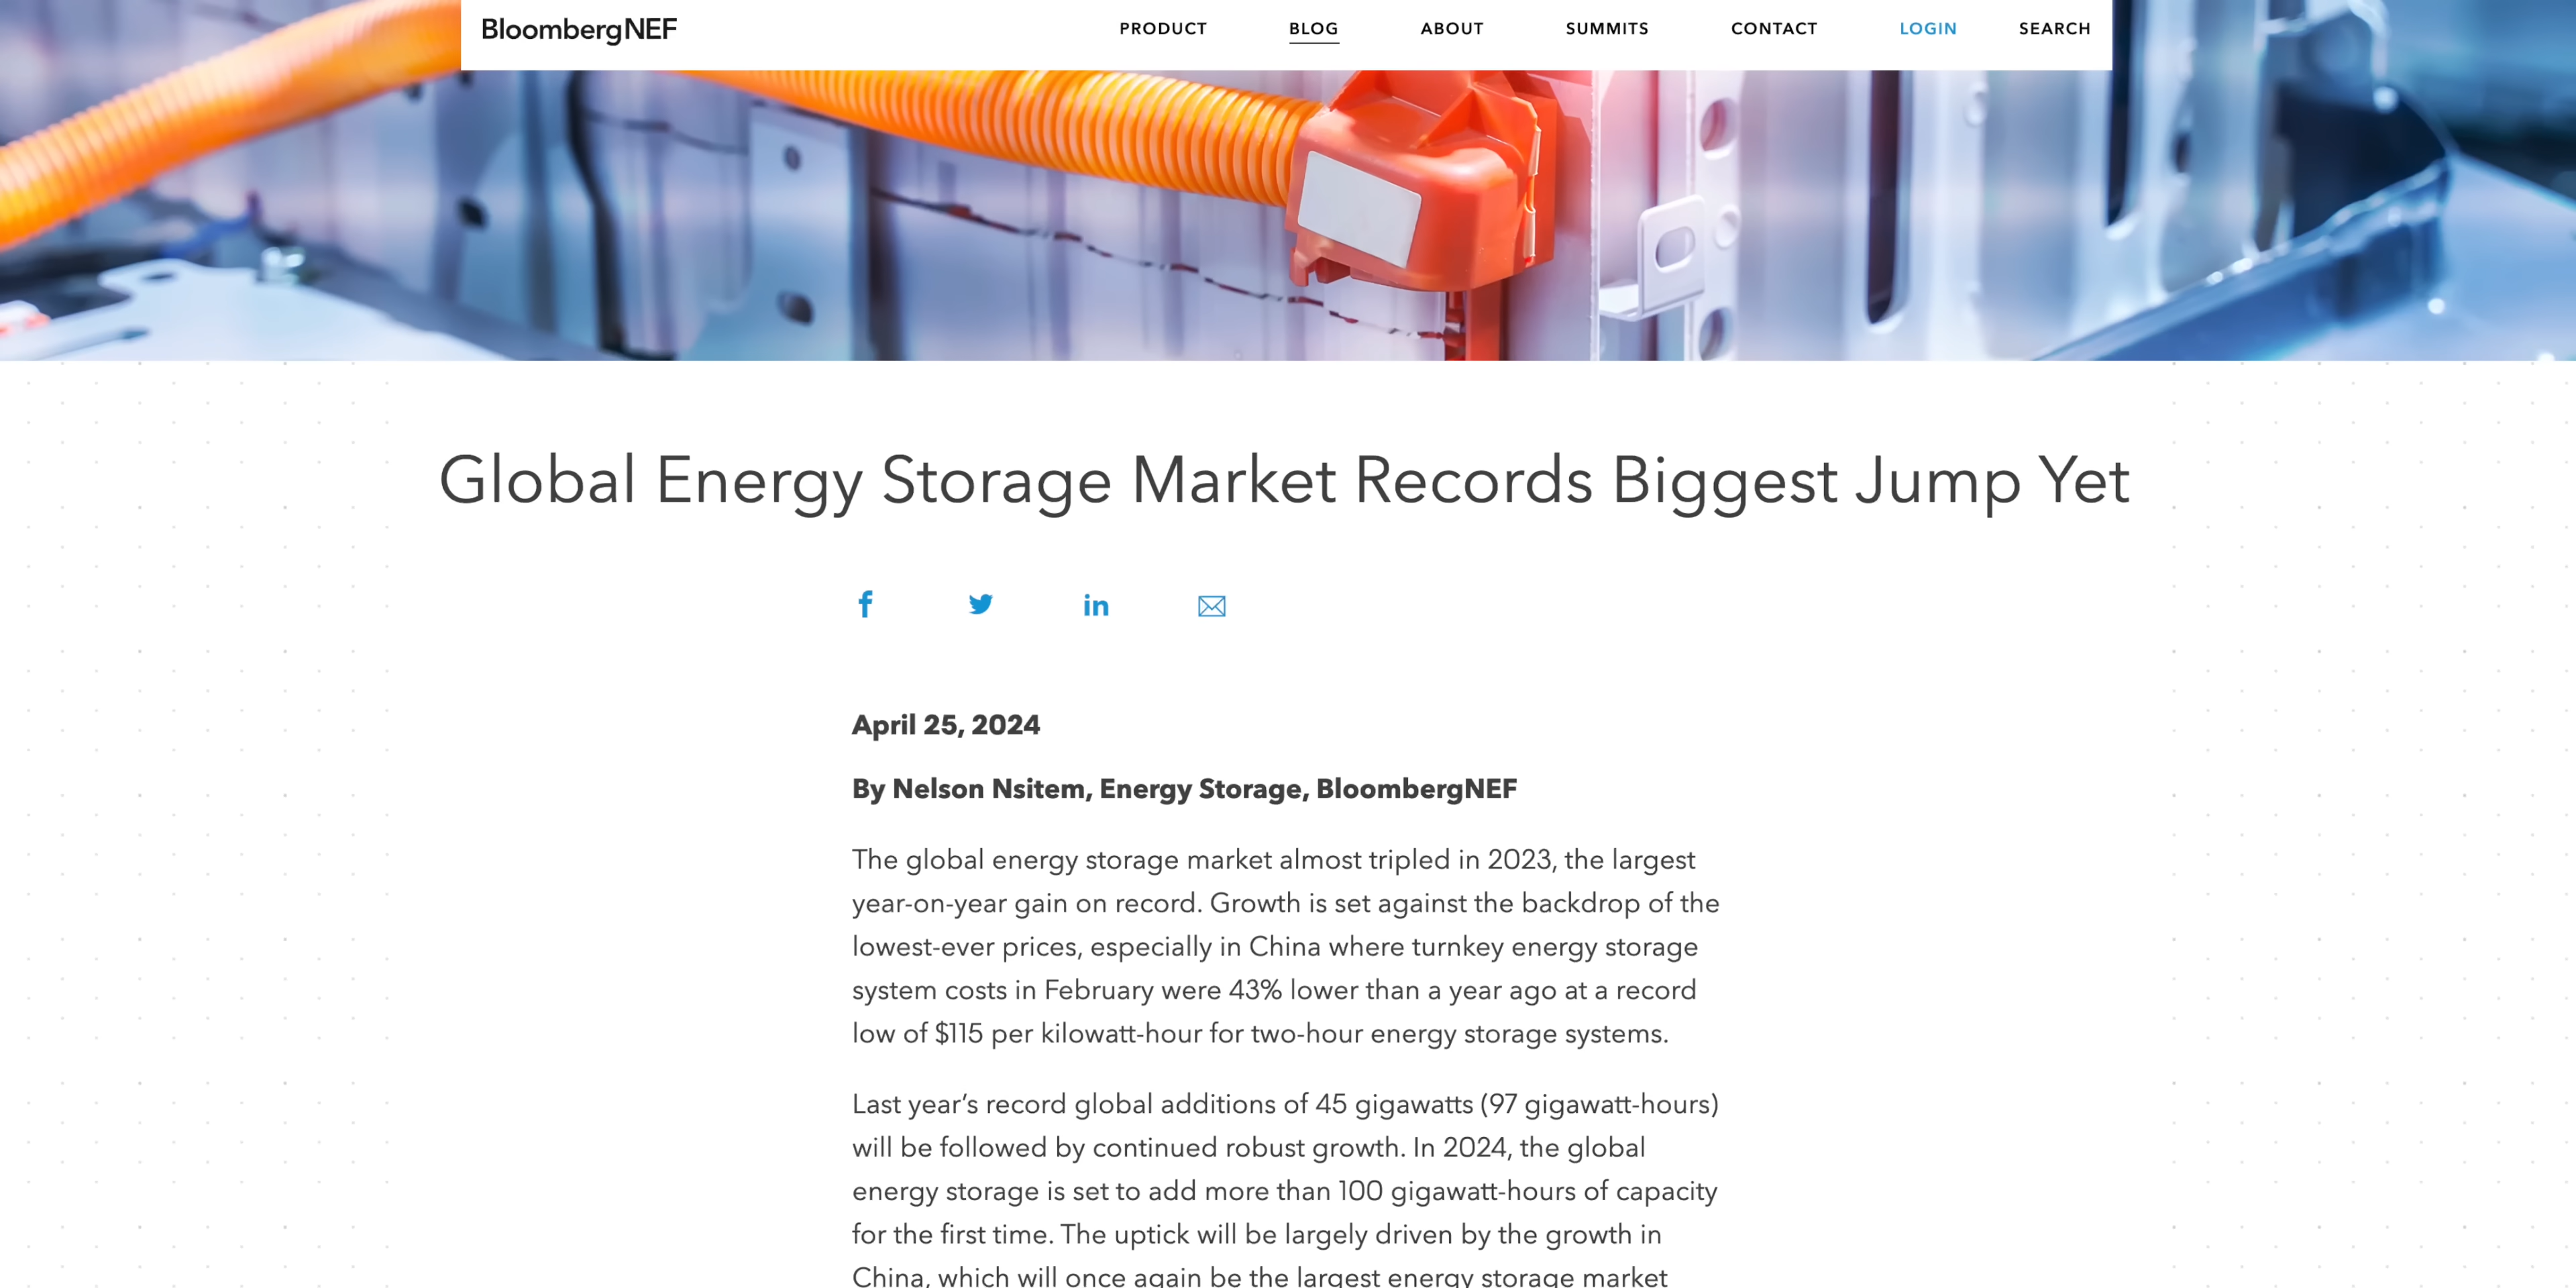 BloombergNEF
PRODUCT
BLOG
ABOUT
SUMMITS
CONTACT
LOGIN
SEARCH
Global Energy Storage Market Records Biggest Jump Yet
April 25, 2024
By Nelson Nsitem, Energy Storage, BloombergNEF
The global energy storage market almost tripled in 2023, the largest
year-on-year gain on record. Growth is set against the backdrop of the
lowest-ever prices, especially in China where turnkey energy storage
system costs in February were 43% lower than a year ago at a record
low of $115 per kilowatt-hour for two-hour energy storage systems.
Last year’s record global additions of 45 gigawatts (97 gigawatt-hours)
will be followed by continued robust growth. In 2024, the global
energy storage is set to add more than 100 gigawatt-hours of capacity
for the first time. The uptick will be largely driven by the growth in
China, which will once again be the largest energy storage market